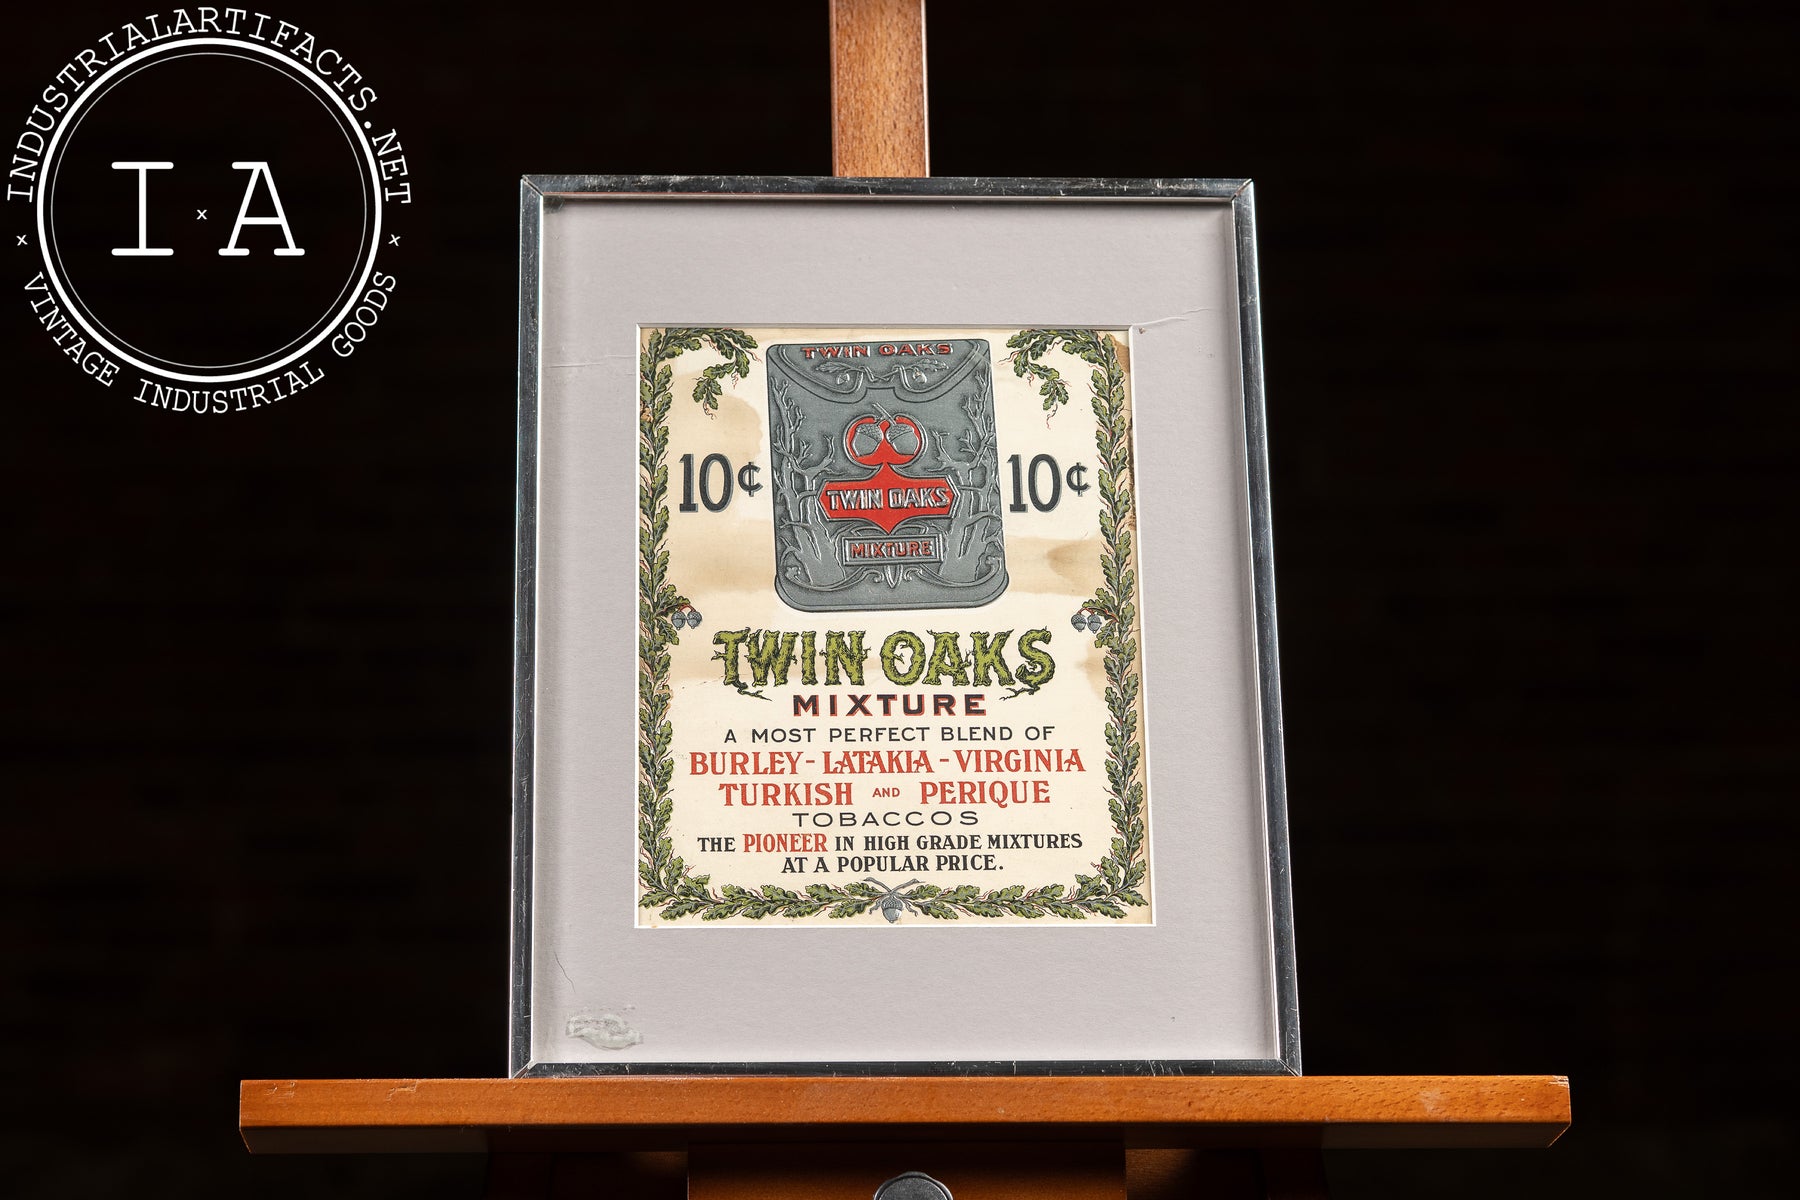 INDUSTRIALARTIFACTS.NET
I x A
x x
VINTAGE INDUSTRIAL GOODS
TWIN OAKS
10¢ 10¢
TWIN OAKS
MIXTURE
TWIN OAKS
MIXTURE
A MOST PERFECT BLEND OF
BURLEY - LATAKIA - VIRGINIA
TURKISH AND PERIQUE
TOBACCOS
THE PIONEER IN HIGH GRADE MIXTURES
AT A POPULAR PRICE.